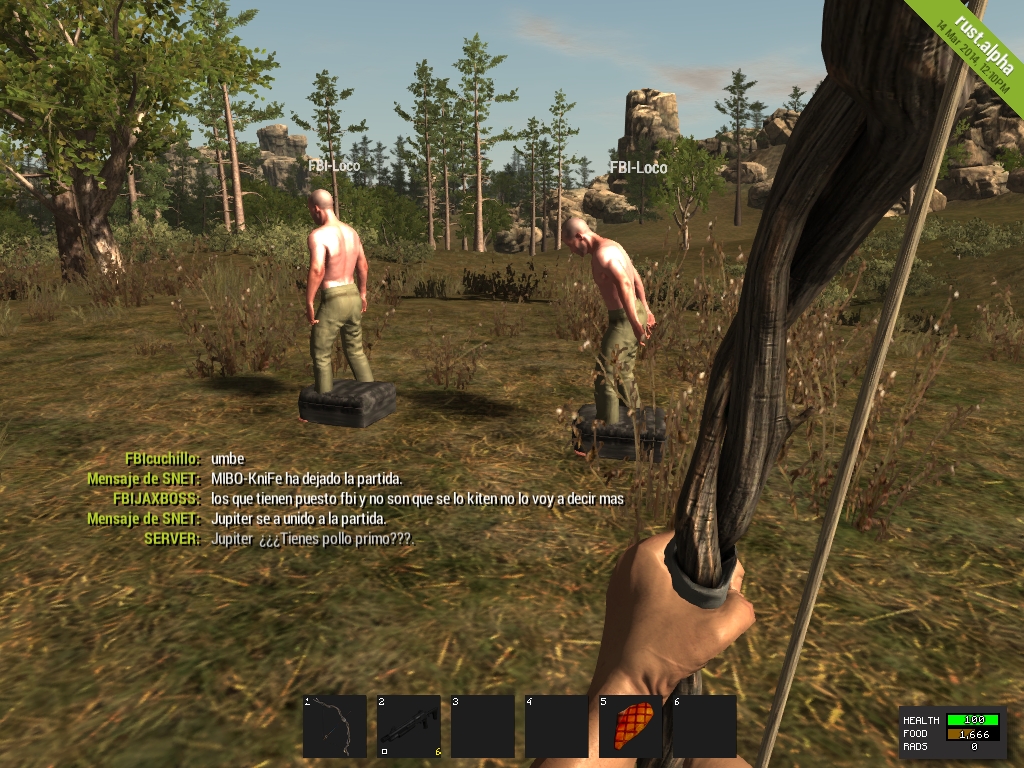 rust.alpha
14 Mar 2014, 12:10PM
FBI-Loco
FBI-Loco
FBIcuchillo: umbe
Mensaje de SNET: MIBO-KniFe ha dejado la partida.
FBIJAXBOSS: los que tienen puesto fbi y no son que se lo kiten no lo voy a decir mas
Mensaje de SNET: Jupiter se a unido a la partida.
SERVER: Jupiter ¿¿¿Tienes pollo primo???.
1 2 3 4 5 6
6
HEALTH 100
FOOD 1,666
RADS 0